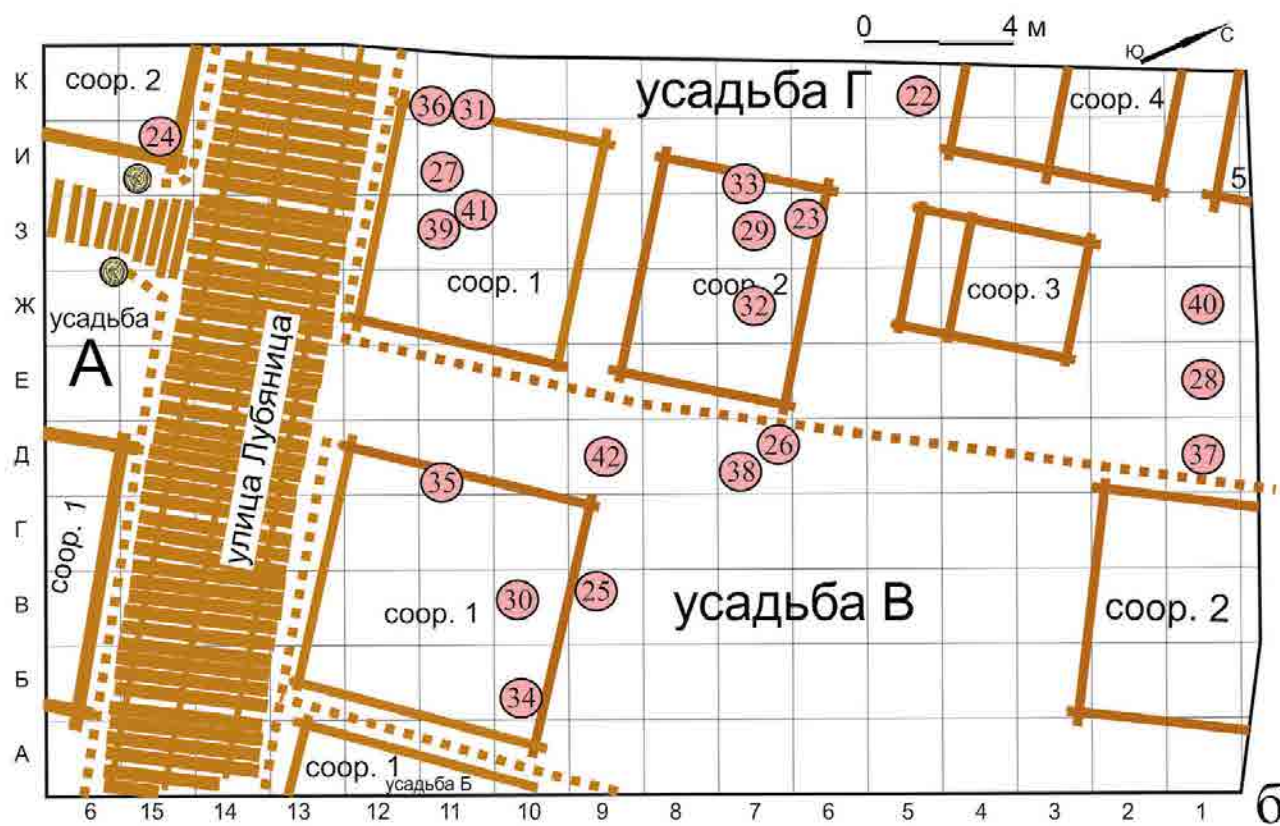 0 4 м
Ю С
К
И
З
Ж
Е
Д
Г
В
Б
А
соор. 2
24
36
31
усадьба Г
22
соор. 4
5
27
33
41
39
29
23
соор. 1
соор. 2
32
соор. 3
40
28
37
усадьба
А
улица Лубяница
42
26
38
35
соор. 1
соор. 1
30
25
34
усадьба В
соор. 2
соор. 1
усадьба Б
6 15 14 13 12 11 10 9 8 7 6 5 4 3 2 1
б